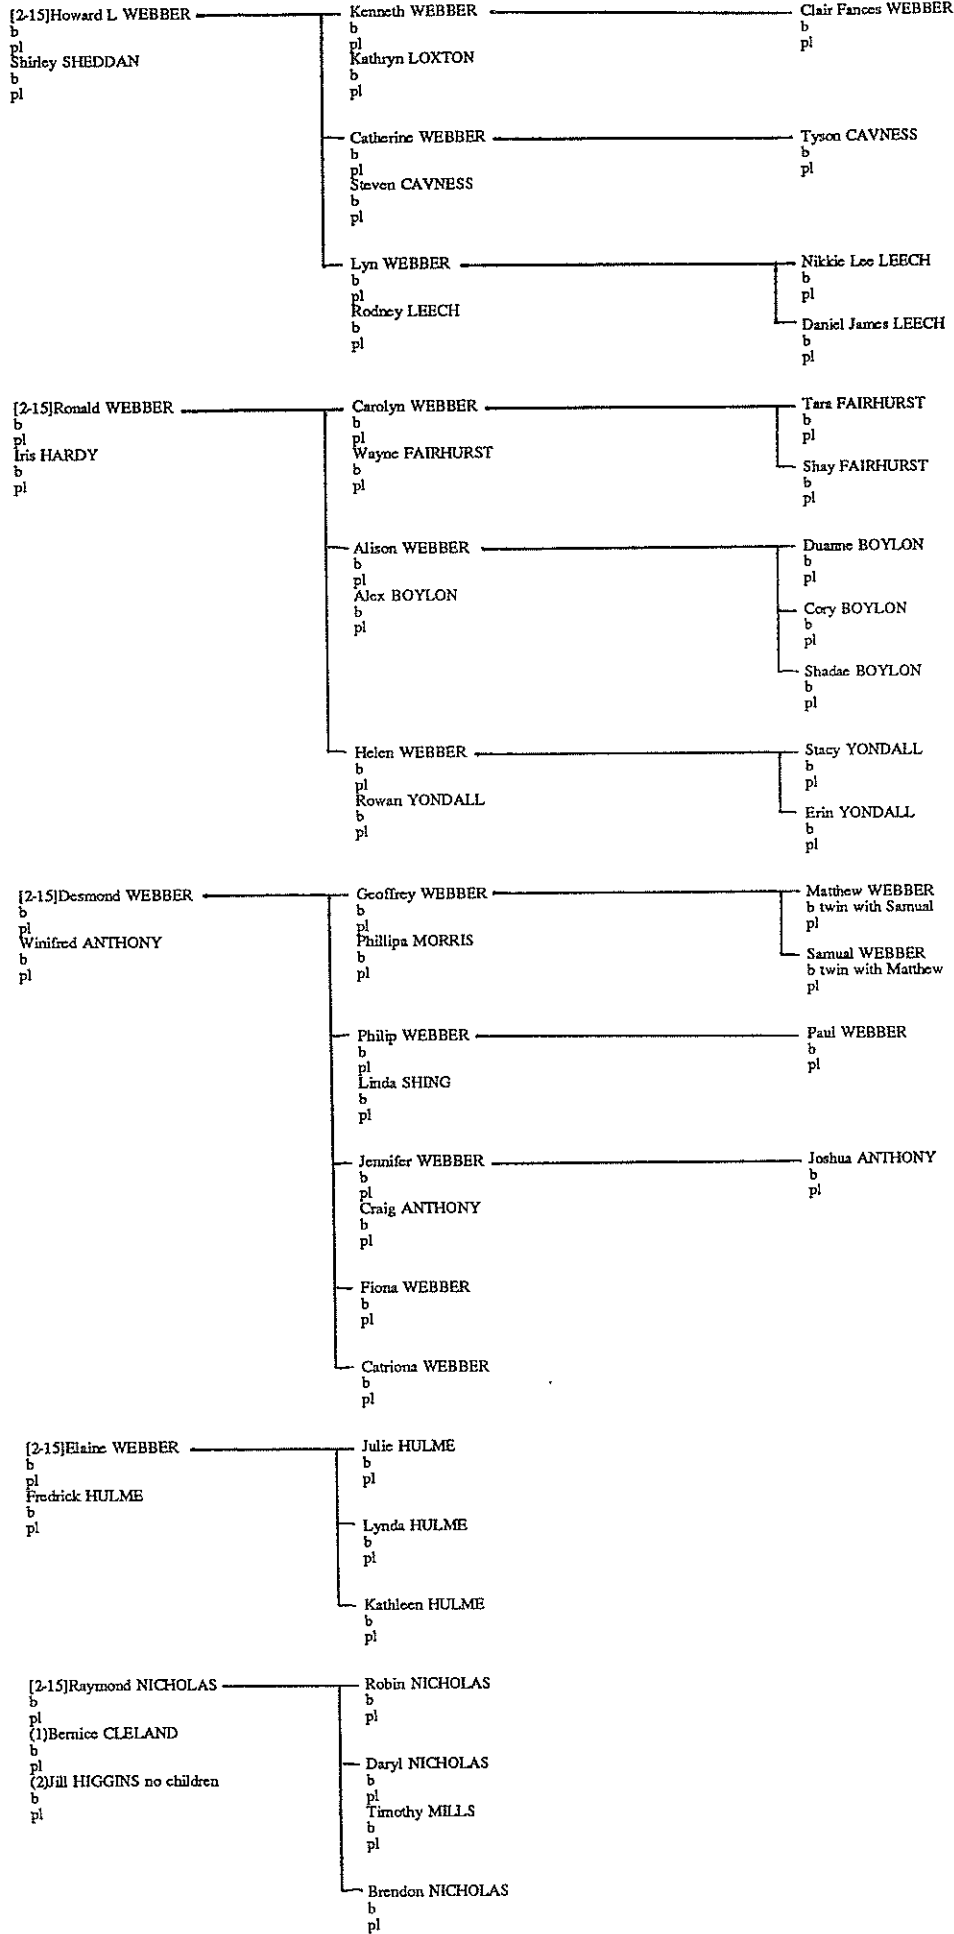 [2-15]Howard L WEBBER
b
pl
Shirley SHEDDAN
b
pl
Kenneth WEBBER
b
pl
Kathryn LOXTON
b
pl
Clair Fances WEBBER
b
pl
Catherine WEBBER
b
pl
Steven CAVNESS
b
pl
Tyson CAVNESS
b
pl
Lyn WEBBER
b
pl
Rodney LEECH
b
pl
Nikkie Lee LEECH
b
pl
Daniel James LEECH
b
pl
[2-15]Ronald WEBBER
b
pl
Iris HARDY
b
pl
Carolyn WEBBER
b
pl
Wayne FAIRHURST
b
pl
Tara FAIRHURST
b
pl
Shay FAIRHURST
b
pl
Alison WEBBER
b
pl
Alex BOYLON
b
pl
Duanne BOYLON
b
pl
Cory BOYLON
b
pl
Shadae BOYLON
b
pl
Helen WEBBER
b
pl
Rowan YONDALL
b
pl
Stacy YONDALL
b
pl
Erin YONDALL
b
pl
[2-15]Desmond WEBBER
b
pl
Winifred ANTHONY
b
pl
Geoffrey WEBBER
b
pl
Phillipa MORRIS
b
pl
Matthew WEBBER
b twin with Samual
pl
Samual WEBBER
b twin with Matthew
pl
Philip WEBBER
b
pl
Linda SHING
b
pl
Paul WEBBER
b
pl
Jennifer WEBBER
b
pl
Craig ANTHONY
b
pl
Joshua ANTHONY
b
pl
Fiona WEBBER
b
pl
Catriona WEBBER
b
pl
[2-15]Elaine WEBBER
b
pl
Fredrick HULME
b
pl
Julie HULME
b
pl
Lynda HULME
b
pl
Kathleen HULME
b
pl
[2-15]Raymond NICHOLAS
b
pl
(1)Bernice CLELAND
b
pl
(2)Jill HIGGINS no children
b
pl
Robin NICHOLAS
b
pl
Daryl NICHOLAS
b
pl
Timothy MILLS
b
pl
Brendon NICHOLAS
b
pl